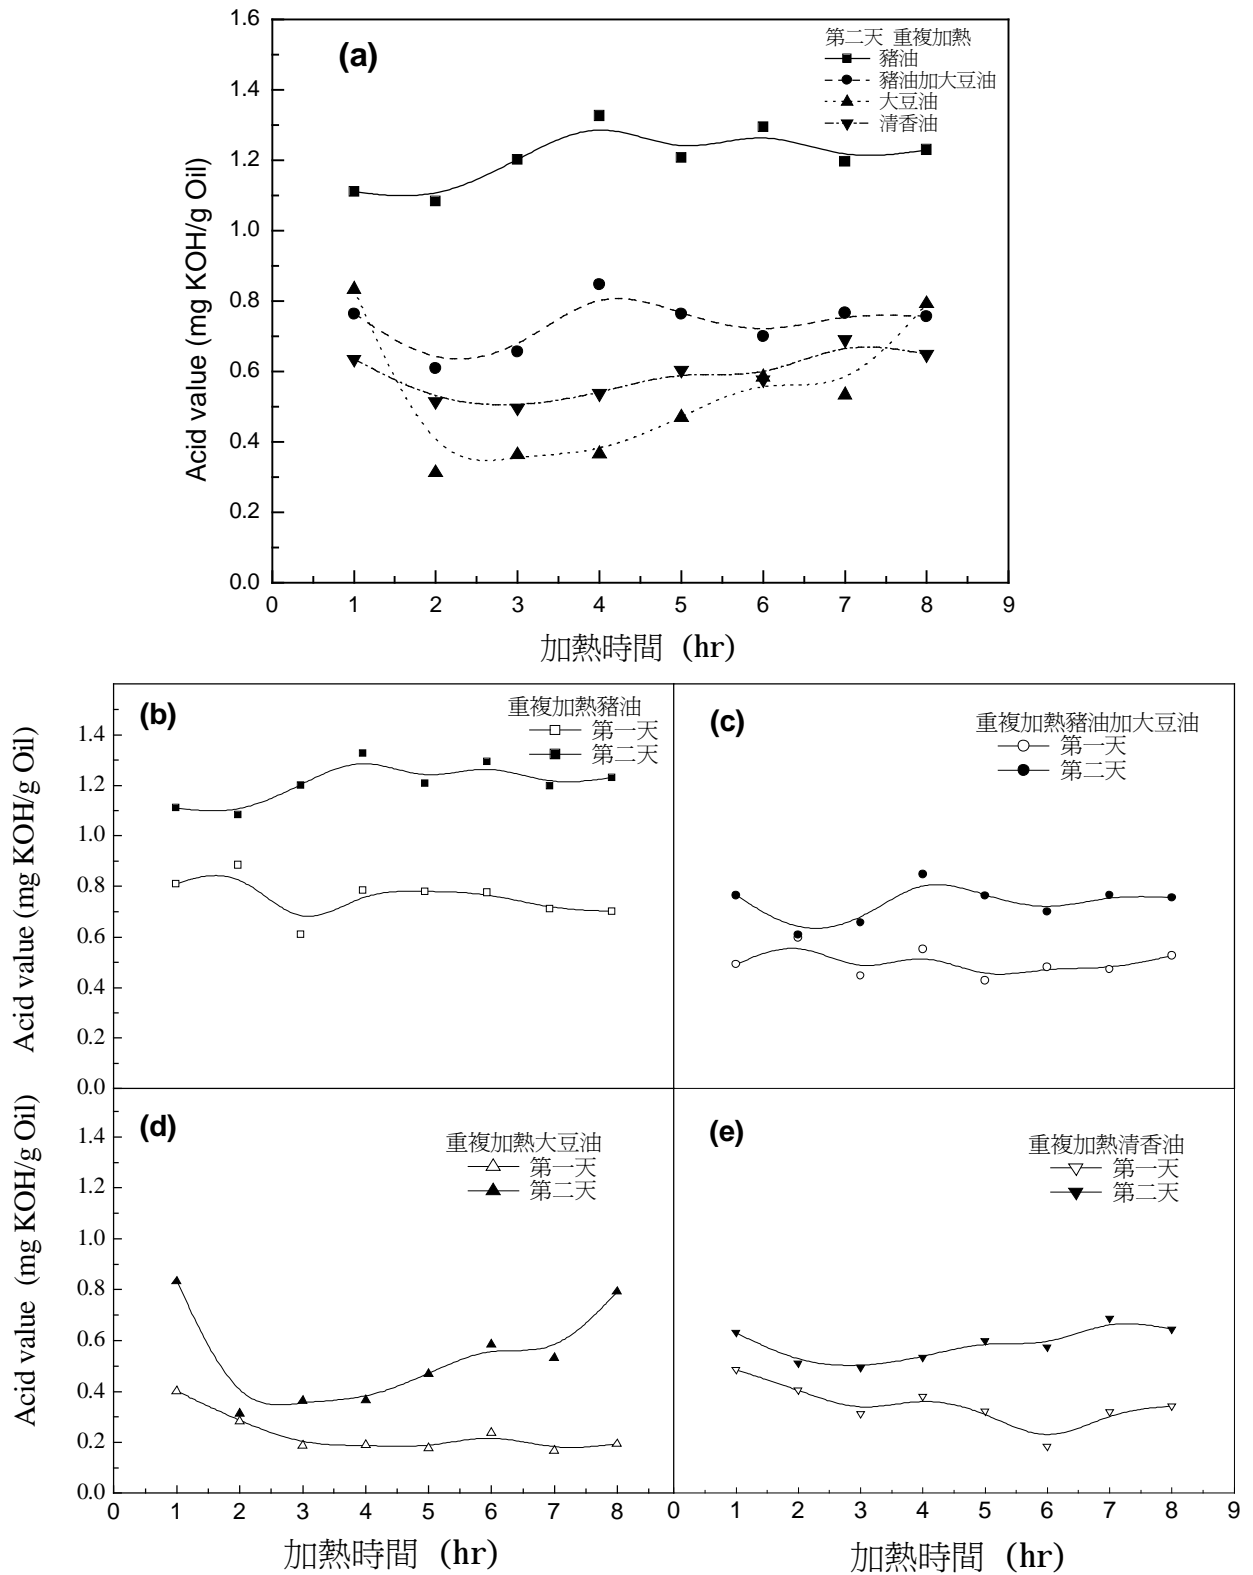 (a)
第二天 重複加熱
豬油
豬油加大豆油
大豆油
清香油
Acid value (mg KOH/g Oil)
1.6
1.4
1.2
1.0
0.8
0.6
0.4
0.2
0.0
0 1 2 3 4 5 6 7 8 9
加熱時間 (hr)
(b)
重複加熱豬油
第一天
第二天
Acid value (mg KOH/g Oil)
1.4
1.2
1.0
0.8
0.6
0.4
0.2
0.0
(c)
重複加熱豬油加大豆油
第一天
第二天
(d)
重複加熱大豆油
第一天
第二天
Acid value (mg KOH/g Oil)
1.4
1.2
1.0
0.8
0.6
0.4
0.2
0.0
0 1 2 3 4 5 6 7 8
加熱時間 (hr)
(e)
重複加熱清香油
第一天
第二天
0 1 2 3 4 5 6 7 8 9
加熱時間 (hr)